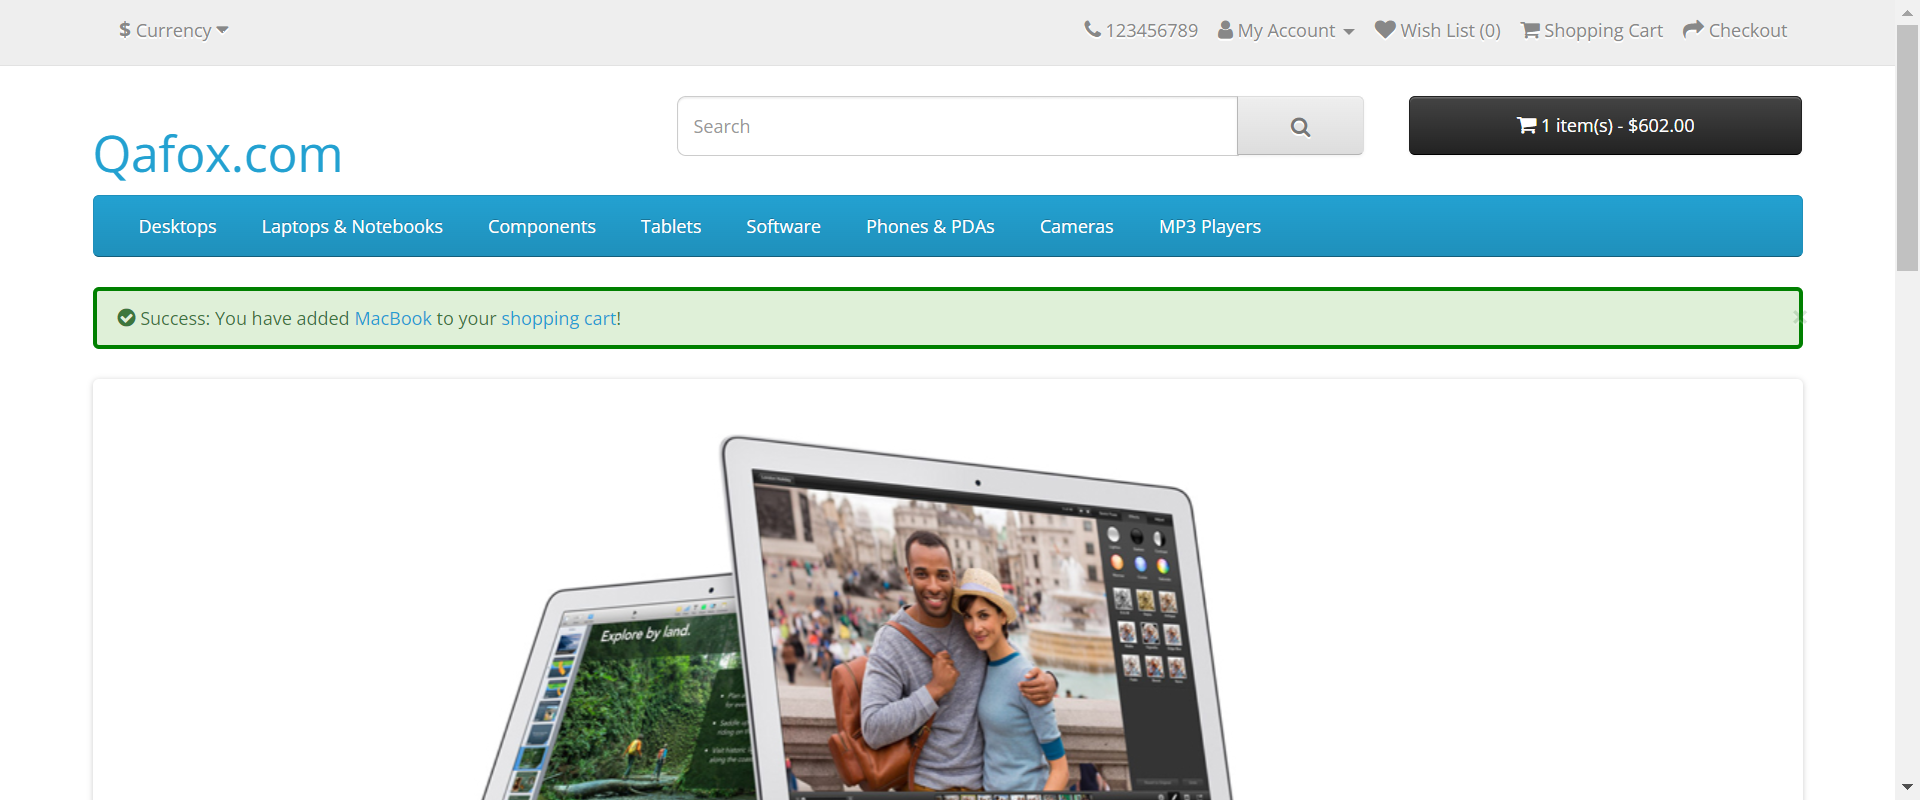 $ Currency
123456789 My Account Wish List (0) Shopping Cart Checkout
Search
1 item(s) - $602.00
Qafox.com
Desktops Laptops & Notebooks Components Tablets Software Phones & PDAs Cameras MP3 Players
Success: You have added MacBook to your shopping cart!
×
Explore by land.